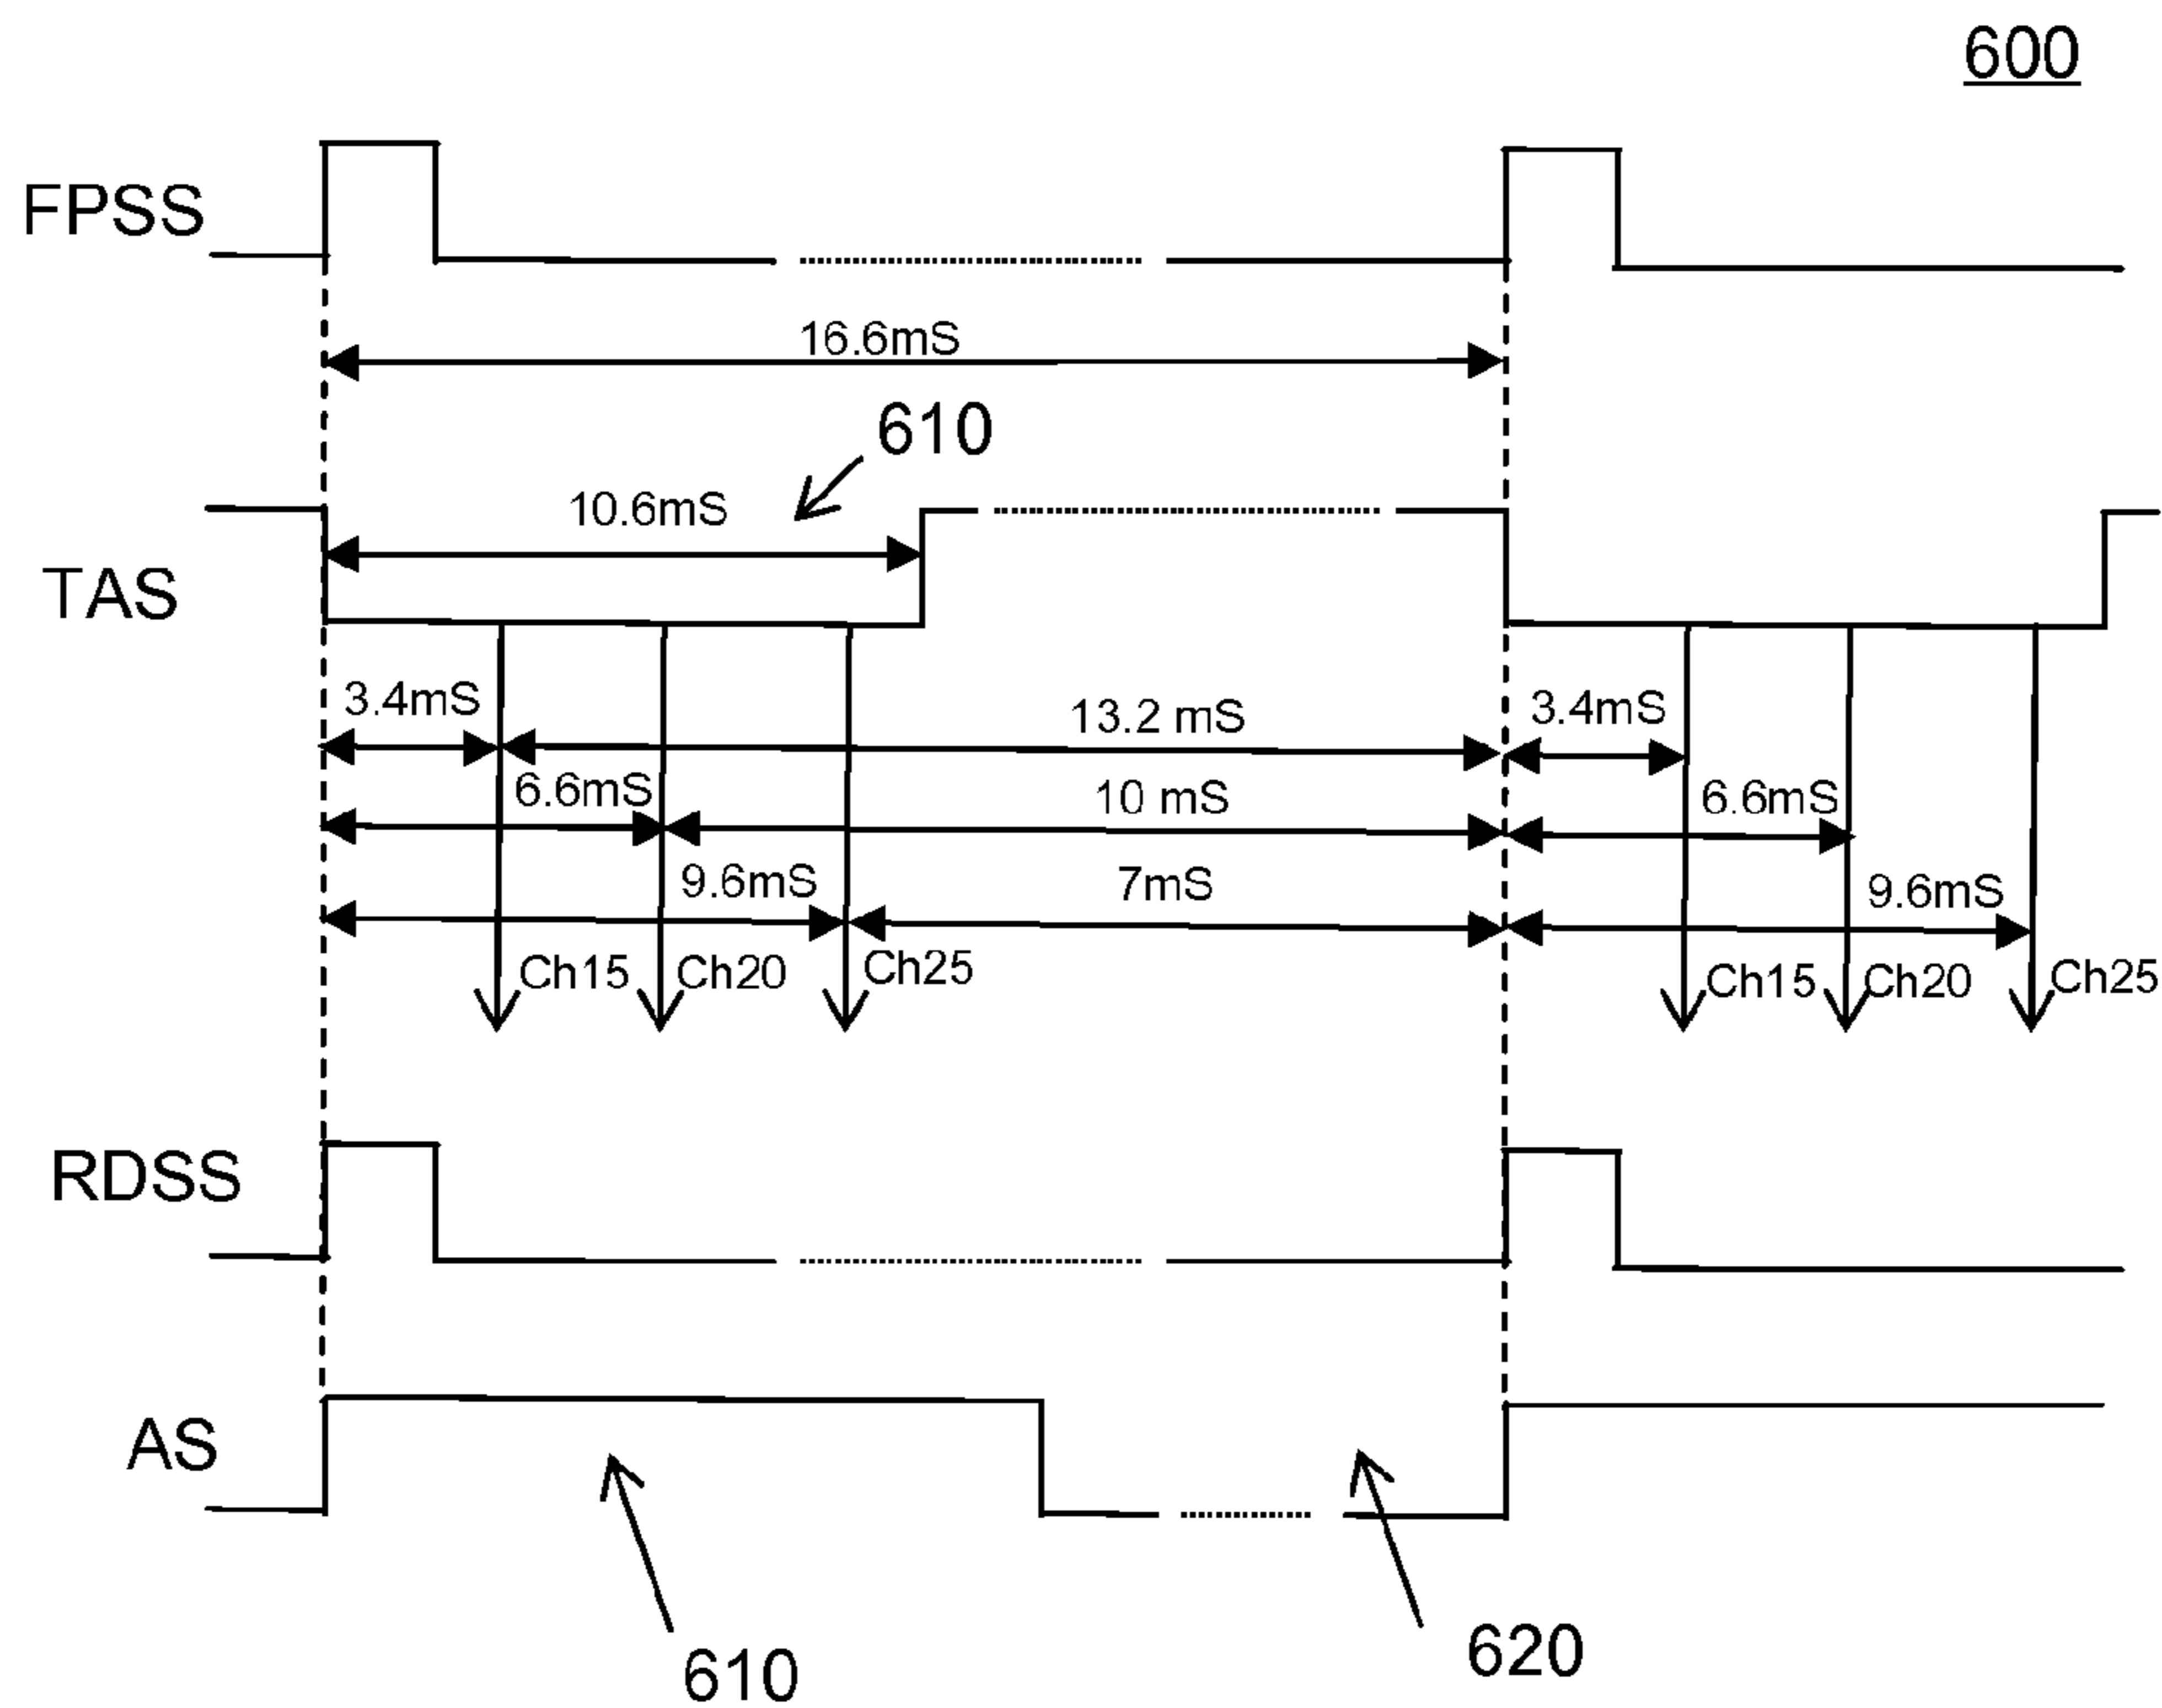 600
FPSS
16.6mS
610
10.6mS
TAS
3.4mS
13.2 mS
3.4mS
6.6mS
10 mS
6.6mS
9.6mS
7mS
9.6mS
Ch15
Ch20
Ch25
Ch15
Ch20
Ch25
RDSS
AS
610
620